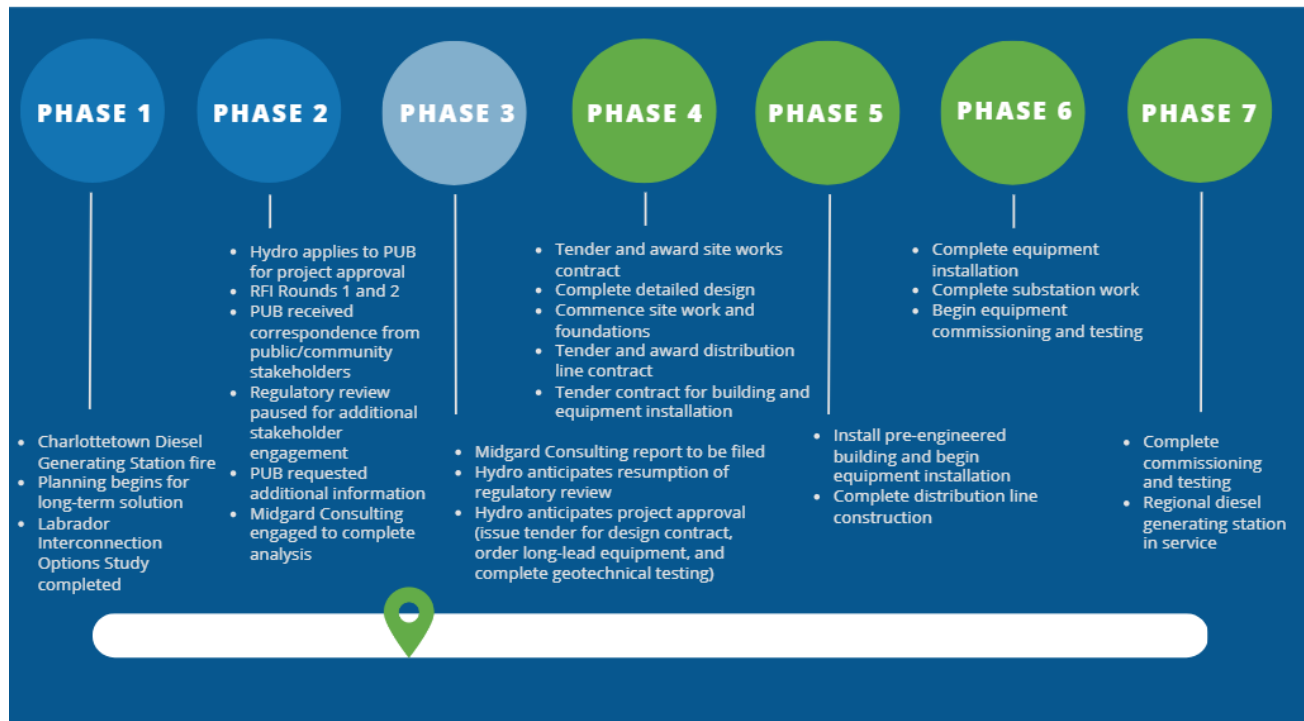 PHASE 1
PHASE 2
PHASE 3
PHASE 4
PHASE 5
PHASE 6
PHASE 7
• Charlottetown Diesel
Generating Station fire
• Planning begins for
long-term solution
• Labrador
Interconnection
Options Study
completed
• Hydro applies to PUB
for project approval
• RFI Rounds 1 and 2
• PUB received
correspondence from
public/community
stakeholders
• Regulatory review
paused for additional
stakeholder
engagement
• PUB requested
additional information
• Midgard Consulting
engaged to complete
analysis
• Midgard Consulting report to be filed
• Hydro anticipates resumption of
regulatory review
• Hydro anticipates project approval
(issue tender for design contract,
order long-lead equipment, and
complete geotechnical testing)
• Tender and award site works
contract
• Complete detailed design
• Commence site work and
foundations
• Tender and award distribution
line contract
• Tender contract for building and
equipment installation
• Install pre-engineered
building and begin
equipment installation
• Complete distribution line
construction
• Complete equipment
installation
• Complete substation work
• Begin equipment
commissioning and testing
• Complete
commissioning
and testing
• Regional diesel
generating station
in service